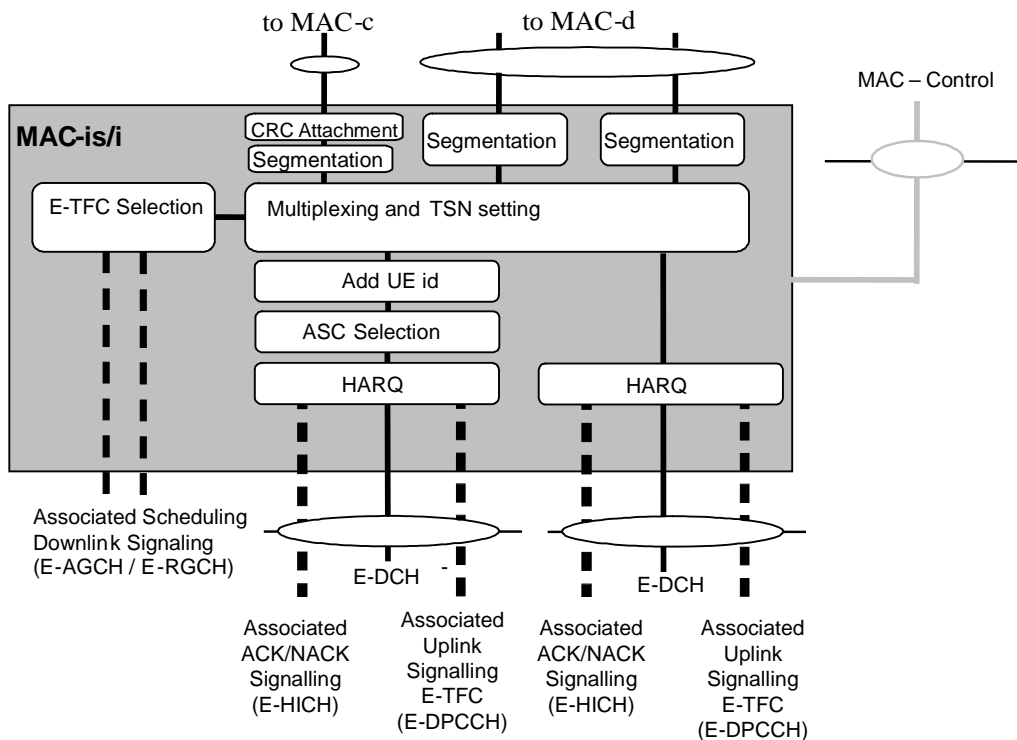 to MAC-c
to MAC-d
MAC – Control
MAC-is/i
CRC Attachment
Segmentation
Segmentation
Segmentation
E-TFC Selection
Multiplexing and TSN setting
Add UE id
ASC Selection
HARQ
HARQ
Associated Scheduling
Downlink Signaling
(E-AGCH / E-RGCH)
E-DCH
-
E-DCH
Associated
ACK/NACK
Signalling
(E-HICH)
Associated
Uplink
Signalling
E-TFC
(E-DPCCH)
Associated
ACK/NACK
Signalling
(E-HICH)
Associated
Uplink
Signalling
E-TFC
(E-DPCCH)